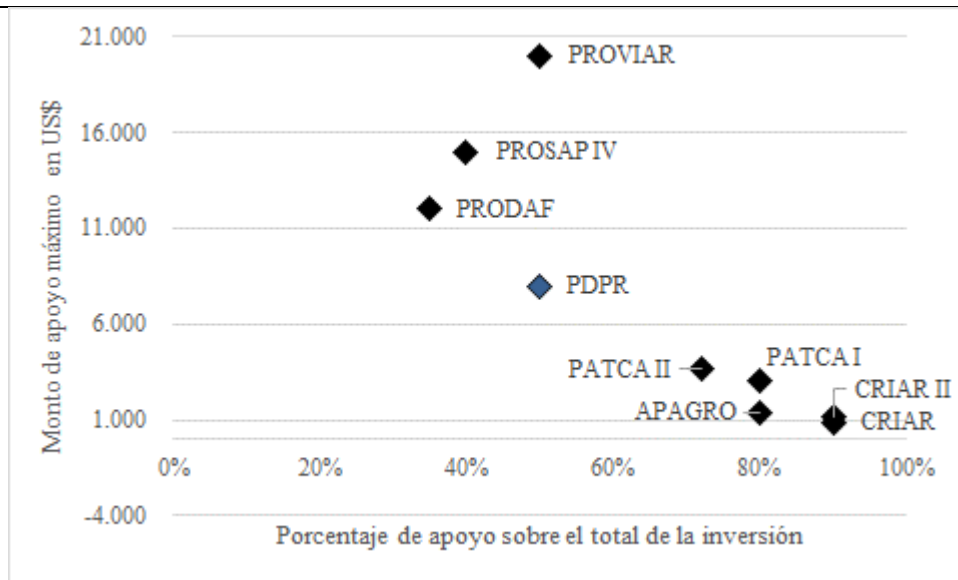 21.000
PROVIAR
16.000
PROSAP IV
PRODAF
11.000
PDPR
6.000
PATCA II
PATCA I
CRIAR II
APAGRO
CRIAR
1.000
0%
20%
40%
60%
80%
100%
-4.000
Porcentaje de apoyo sobre el total de la inversión
Monto de apoyo máximo en US$